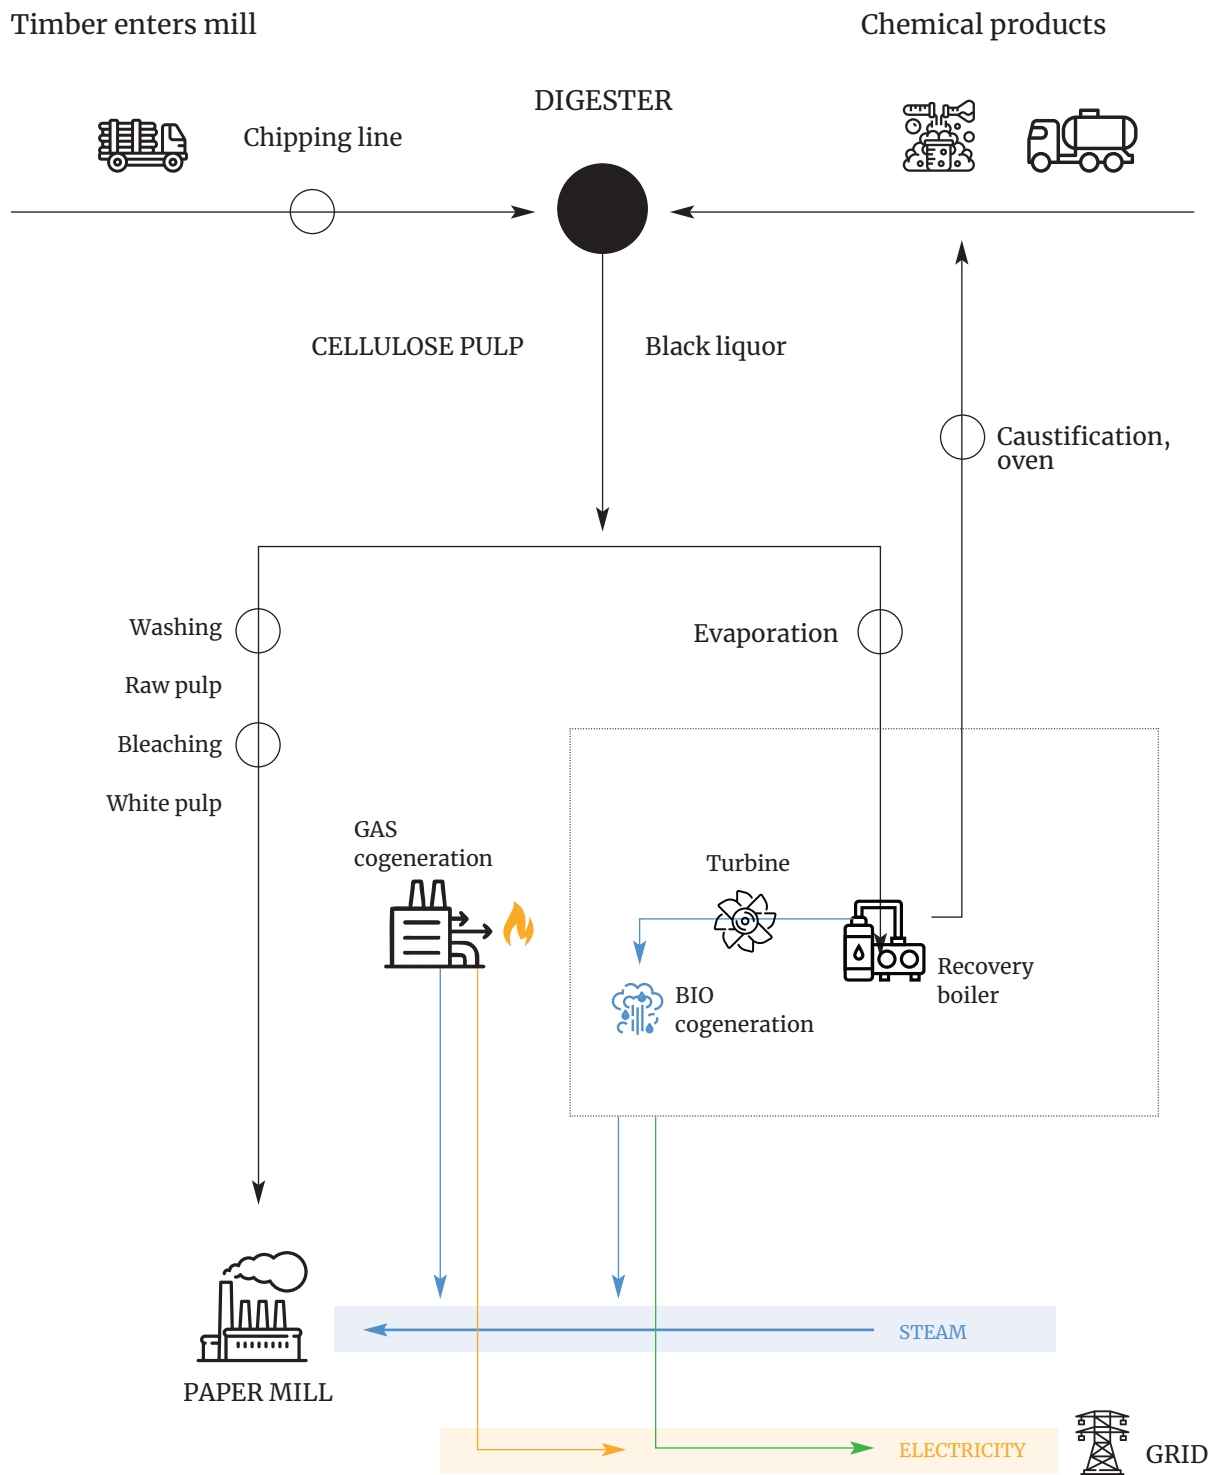 Timber enters mill
Chemical products
DIGESTER
Chipping line
CELLULOSE PULP
Black liquor
Caustification,
oven
Washing
Evaporation
Raw pulp
Bleaching
White pulp
GAS
cogeneration
Turbine
Recovery
boiler
BIO
cogeneration
STEAM
PAPER MILL
ELECTRICITY
GRID